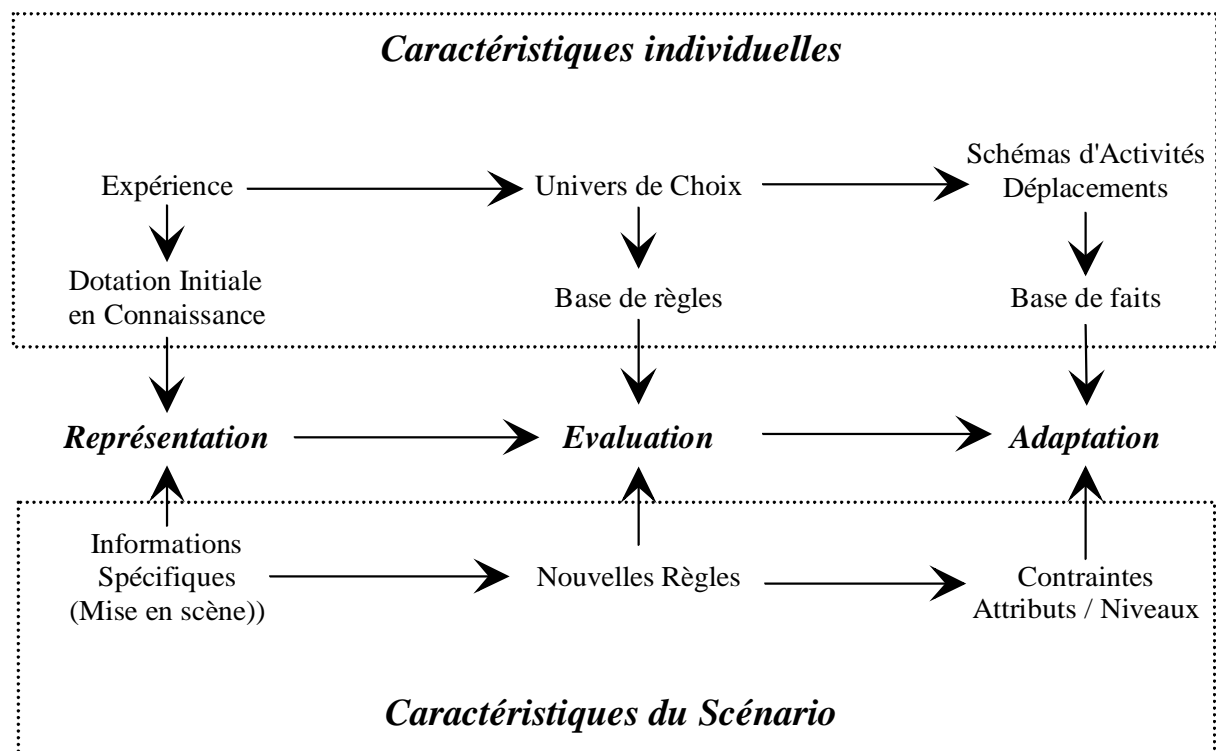 Caractéristiques individuelles
Expérience
Univers de Choix
Schémas d'Activités
Déplacements
Dotation Initiale
en Connaissance
Base de règles
Base de faits
Représentation
Evaluation
Adaptation
Informations
Spécifiques
(Mise en scène))
Nouvelles Règles
Contraintes
Attributs / Niveaux
Caractéristiques du Scénario